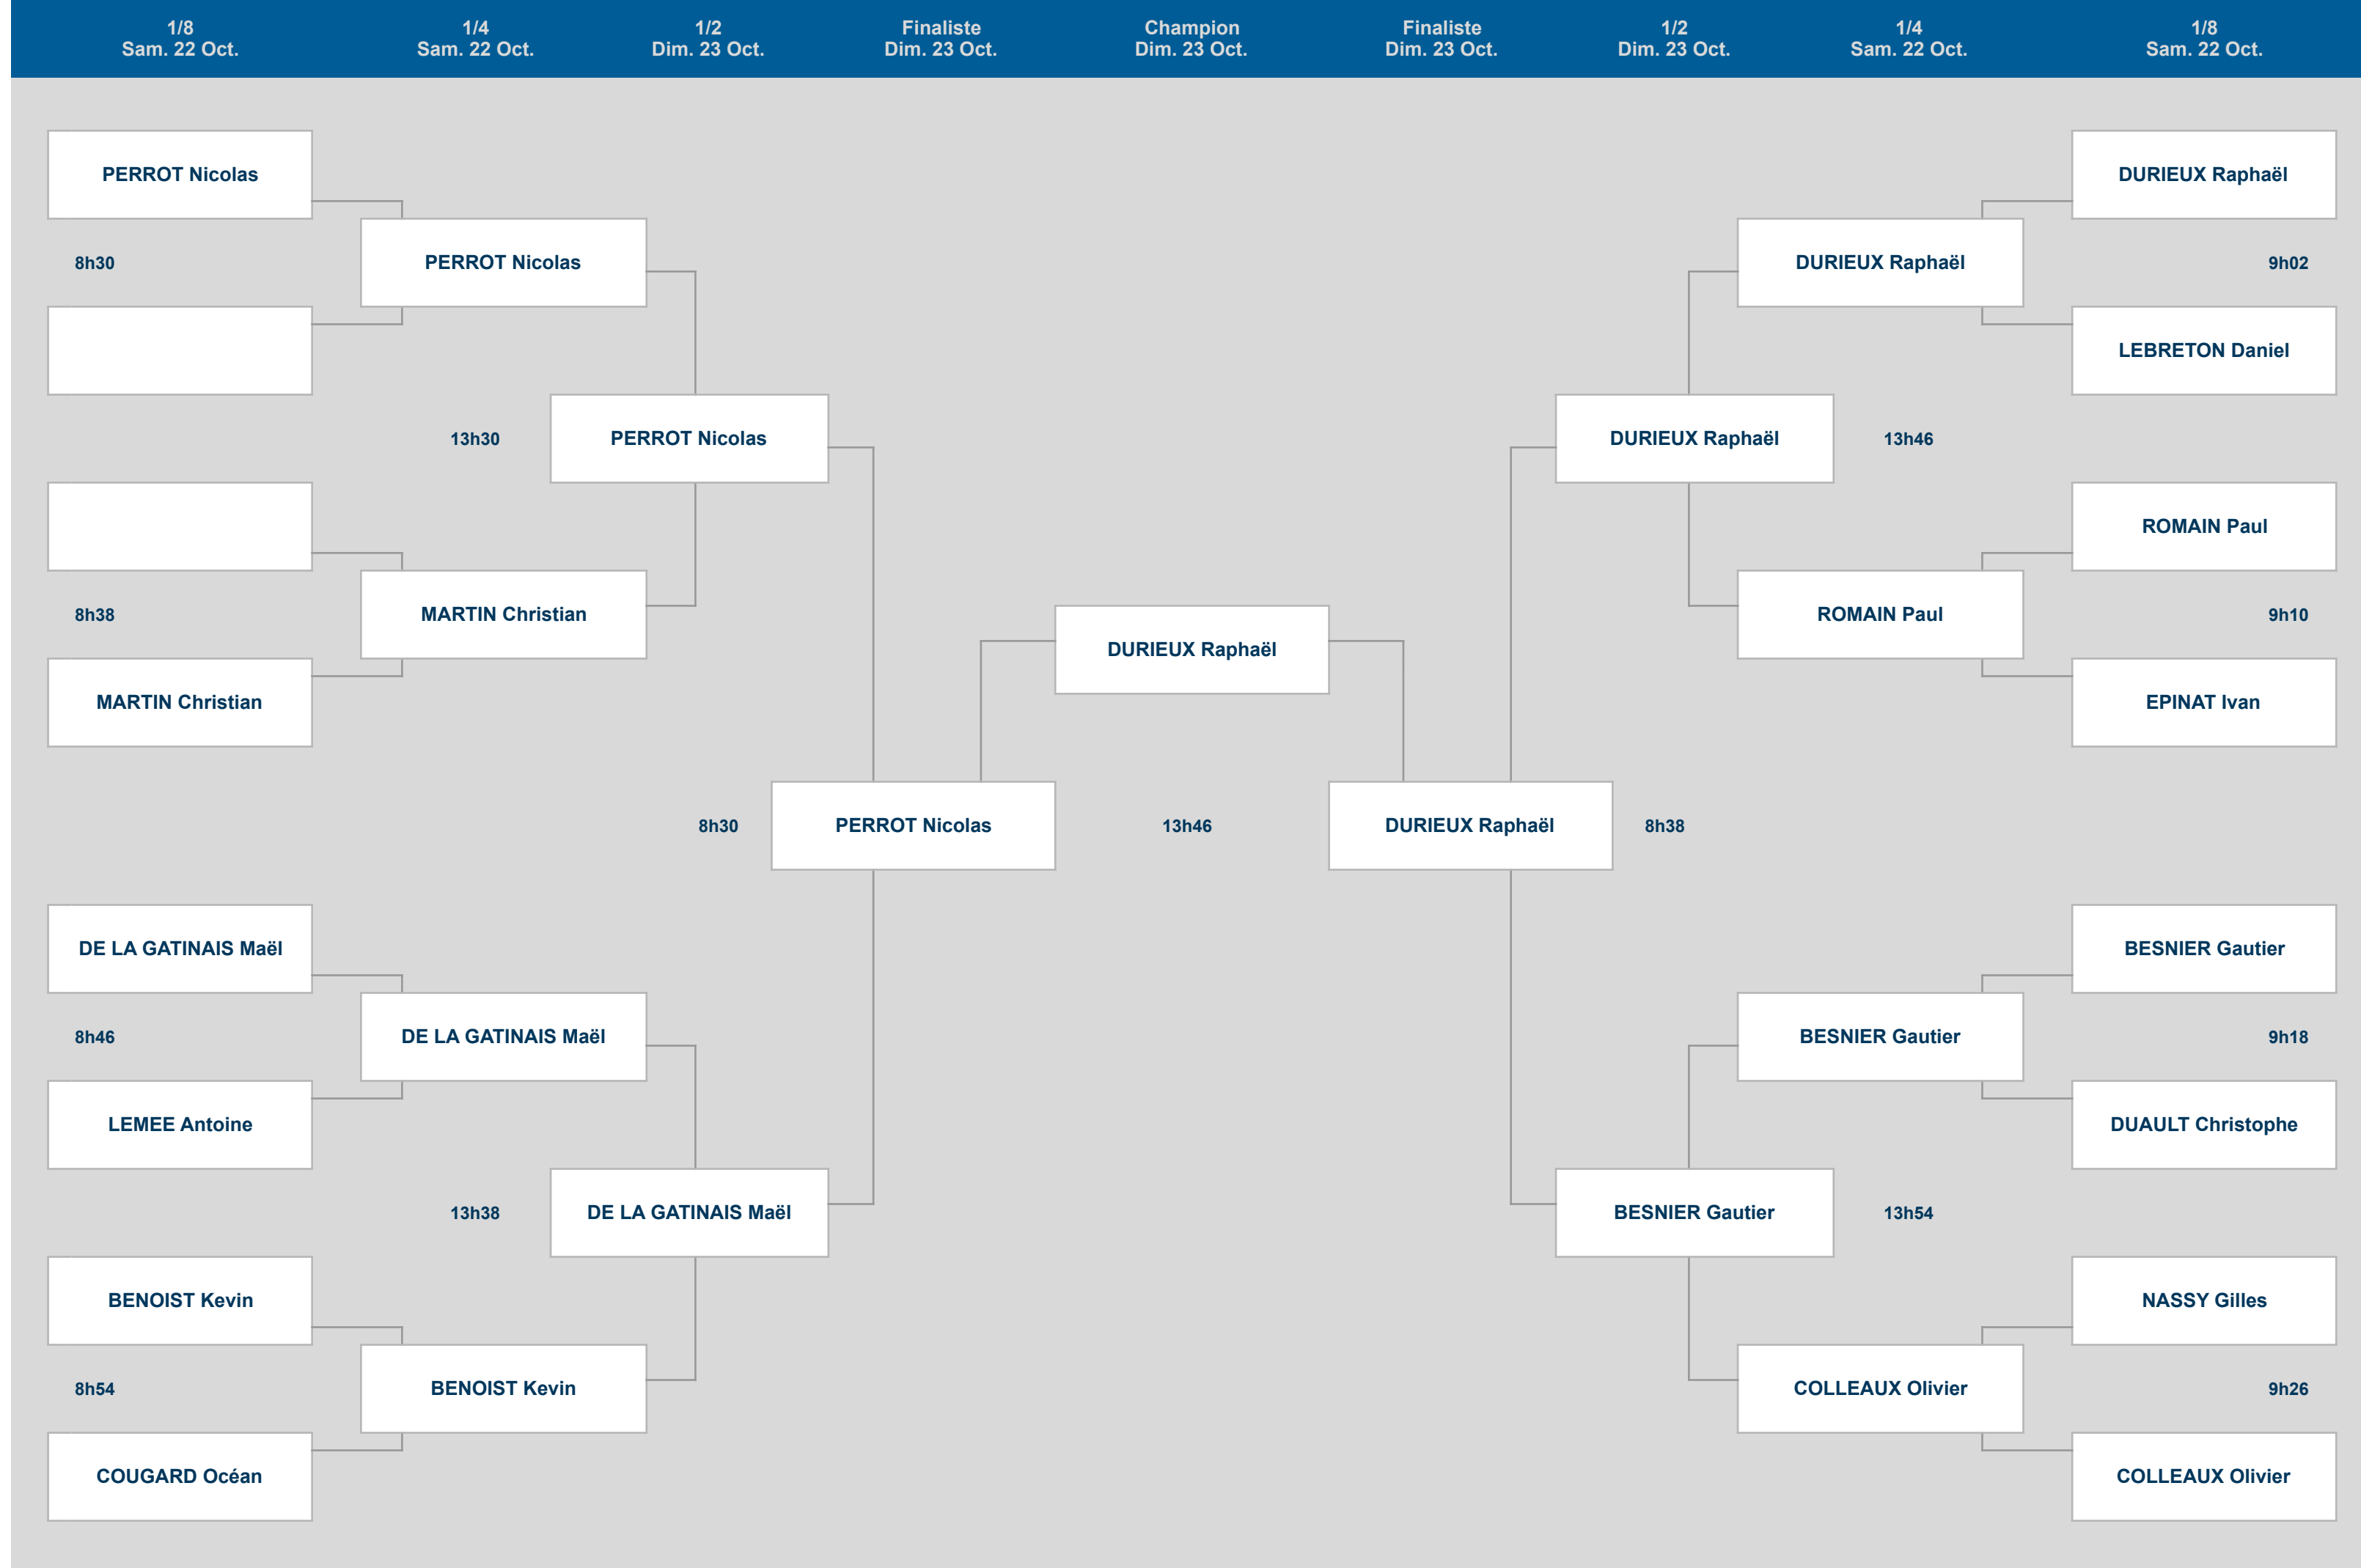 1/8
Sam. 22 Oct.
1/4
Sam. 22 Oct.
1/2
Dim. 23 Oct.
Finaliste
Dim. 23 Oct.
Champion
Dim. 23 Oct.
Finaliste
Dim. 23 Oct.
1/2
Dim. 23 Oct.
1/4
Sam. 22 Oct.
1/8
Sam. 22 Oct.
PERROT Nicolas
DURIEUX Raphaël
8h30
PERROT Nicolas
DURIEUX Raphaël
9h02
LEBRETON Daniel
13h30
PERROT Nicolas
DURIEUX Raphaël
13h46
ROMAIN Paul
8h38
MARTIN Christian
ROMAIN Paul
9h10
DURIEUX Raphaël
MARTIN Christian
EPINAT Ivan
8h30
PERROT Nicolas
13h46
DURIEUX Raphaël
8h38
DE LA GATINAIS Maël
BESNIER Gautier
8h46
DE LA GATINAIS Maël
BESNIER Gautier
9h18
LEMEE Antoine
DUAULT Christophe
13h38
DE LA GATINAIS Maël
BESNIER Gautier
13h54
BENOIST Kevin
NASSY Gilles
8h54
BENOIST Kevin
COLLEAUX Olivier
9h26
COUGARD Océan
COLLEAUX Olivier